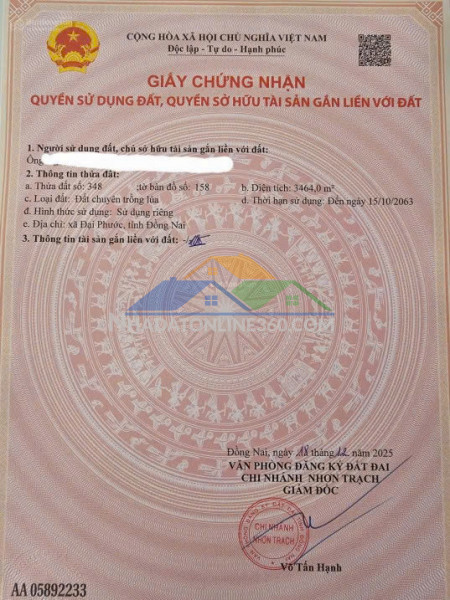 CỘNG HÒA XÃ HỘI CHỦ NGHĨA VIỆT NAM
Độc lập - Tự do - Hạnh phúc
GIẤY CHỨNG NHẬN
QUYỀN SỬ DỤNG ĐẤT, QUYỀN SỞ HỮU TÀI SẢN GẮN LIỀN VỚI ĐẤT
1. Người sử dụng đất, chủ sở hữu tài sản gắn liền với đất:
Ông
2. Thông tin thửa đất:
a. Thửa đất số: 348 ;tờ bản đồ số: 158 b. Diện tích: 3464,0 m²
c. Loại đất: Đất chuyên trồng lúa d. Thời hạn sử dụng: Đến ngày 15/10/2063
đ. Hình thức sử dụng: Sử dụng riêng
e. Địa chỉ: xã Đại Phước, tỉnh Đồng Nai
3. Thông tin tài sản gắn liền với đất: -
NHADATONLINE360.COM
Đồng Nai, ngày 18 tháng 12 năm 2025
VĂN PHÒNG ĐĂNG KÝ ĐẤT ĐAI
CHI NHÁNH NHƠN TRẠCH
GIÁM ĐỐC
CHI NHÁNH
NHƠN TRẠCH
Võ Tấn Hạnh
AA 05892233